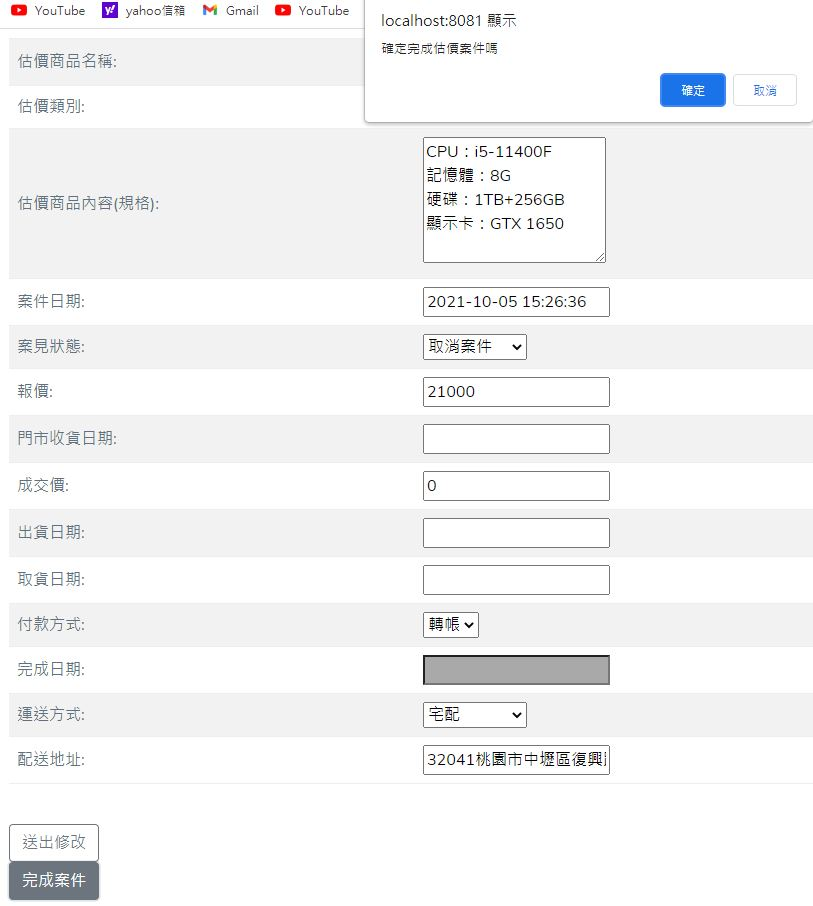 YouTube yahoo信箱 Gmail YouTube
localhost:8081 顯示
確定完成估價案件嗎
確定 取消
估價商品名稱:
估價類別:
估價商品內容(規格):
CPU：i5-11400F
記憶體：8G
硬碟：1TB+256GB
顯示卡：GTX 1650
案件日期: 2021-10-05 15:26:36
案見狀態: 取消案件
報價: 21000
門市收貨日期:
成交價: 0
出貨日期:
取貨日期:
付款方式: 轉帳
完成日期:
運送方式: 宅配
配送地址: 32041桃園市中壢區復興
送出修改
完成案件